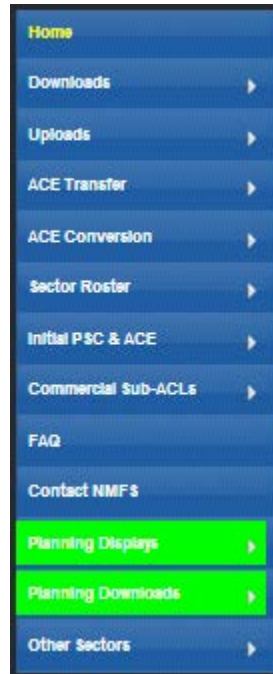 Home
Downloads
Uploads
ACE Transfer
ACE Conversion
Sector Roster
Initial PSC & ACE
Commercial Sub-ACLs
FAQ
Contact NMFS
Planning Displays
Planning Downloads
Other Sectors